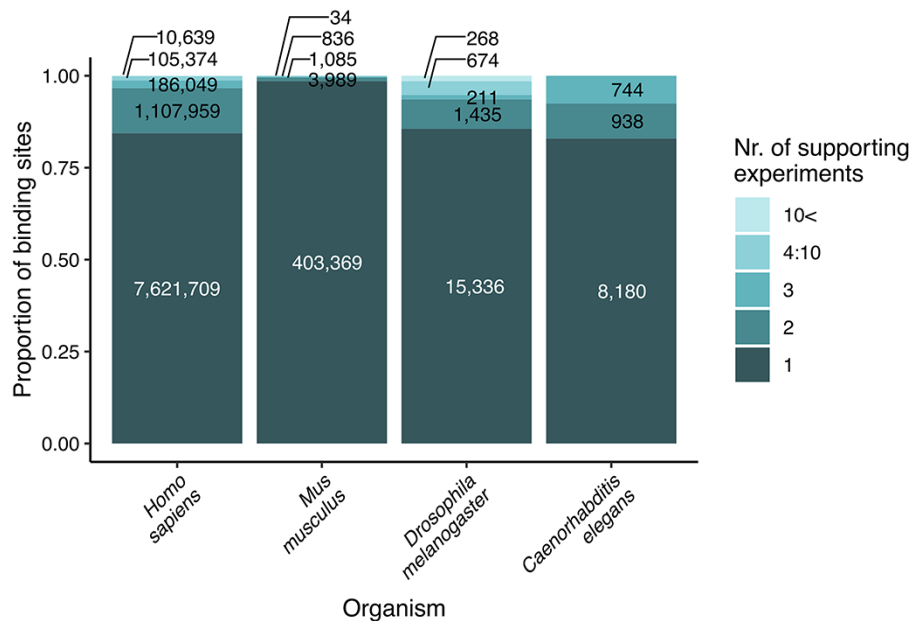 34
10,639
836
268
105,374
1,085
674
1.00
186,049
3,989
211
744
1,107,959
1,435
938
0.75
0.50
7,621,709
403,369
15,336
8,180
0.25
0.00
Proportion of binding sites
Homo
sapiens
Mus
musculus
Drosophila
melanogaster
Caenorhabditis
elegans
Organism
Nr. of supporting
experiments
10<
4:10
3
2
1